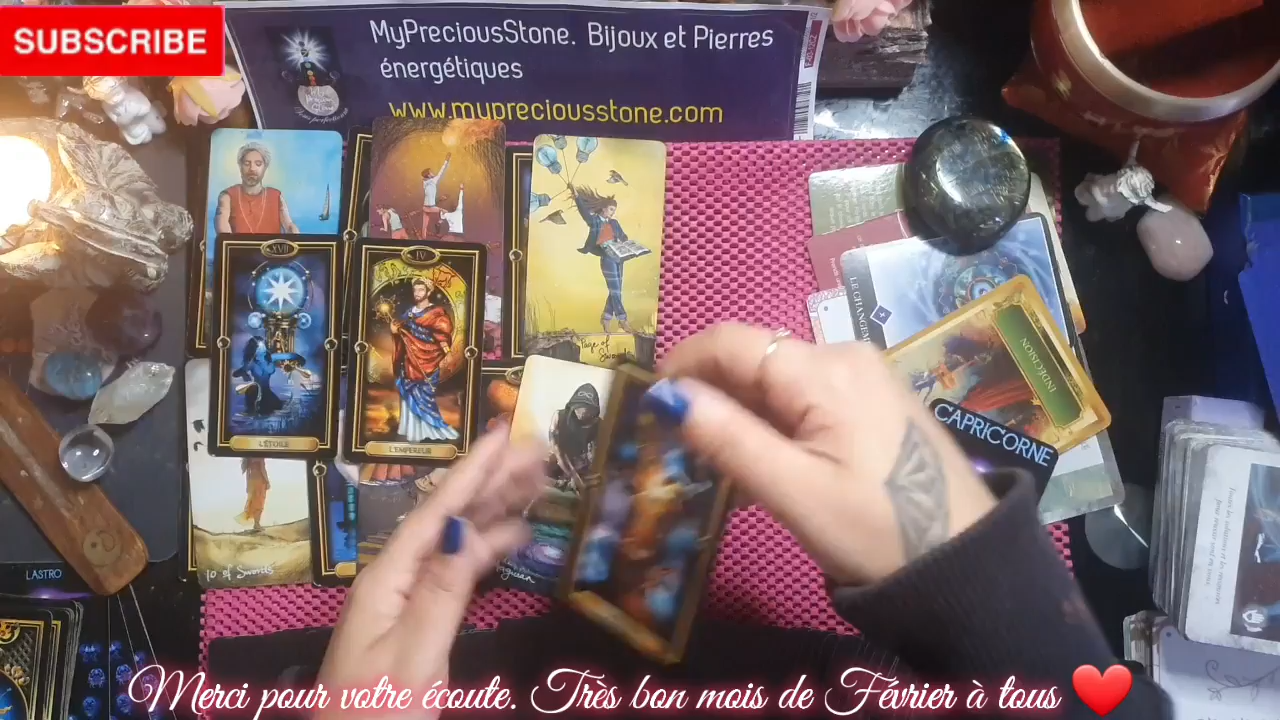 SUBSCRIBE
MyPreciousStone. Bijoux et Pierres
énergétiques
www.mypreciousstone.com
Page of
Swords
XVII
IV
L'ÉTOILE
L'EMPEREUR
LE CHANGEM
INDÉCISION
CAPRICORNE
10 of Swords
LASTRO
Merci pour votre écoute. Très bon mois de Février à tous